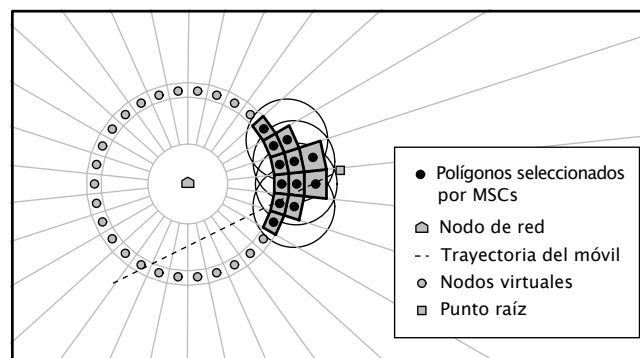 Polígonos seleccionados
por MSCs
Nodo de red
Trayectoria del móvil
Nodos virtuales
Punto raíz